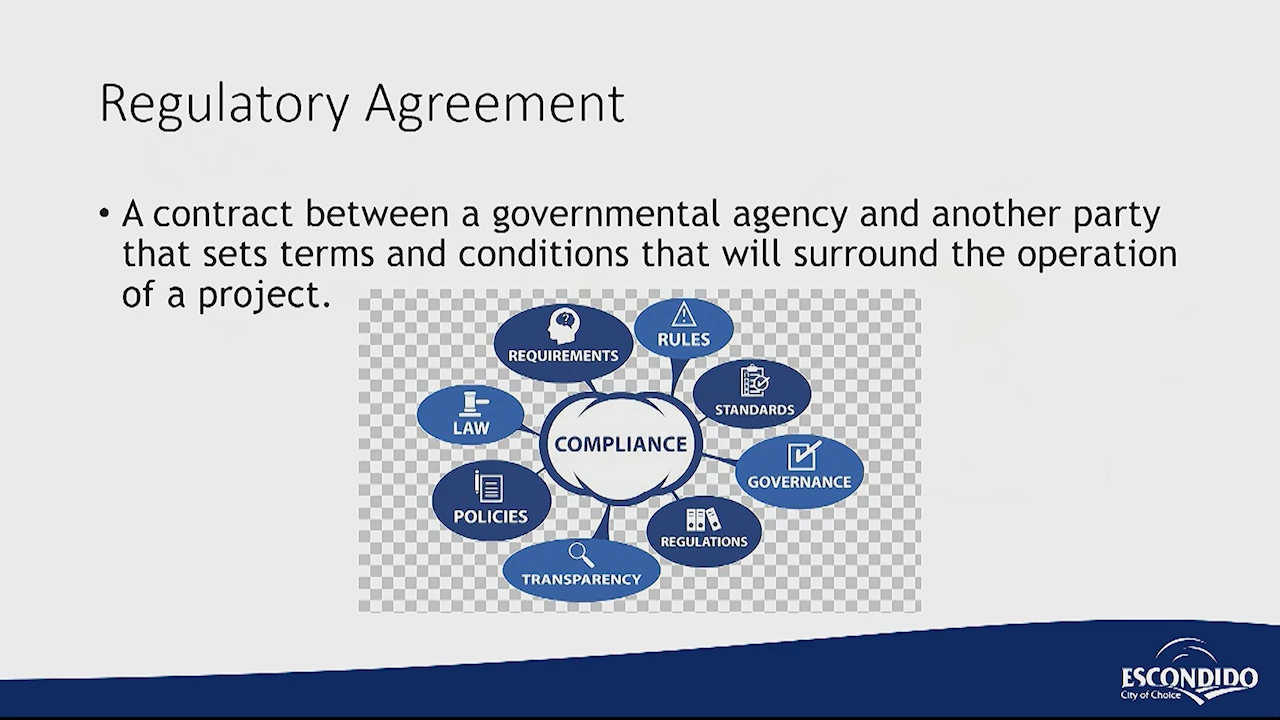 Regulatory Agreement
• A contract between a governmental agency and another party
that sets terms and conditions that will surround the operation
of a project.
REQUIREMENTS
RULES
STANDARDS
LAW
COMPLIANCE
GOVERNANCE
POLICIES
REGULATIONS
TRANSPARENCY
ESCONDIDO
City of Choice